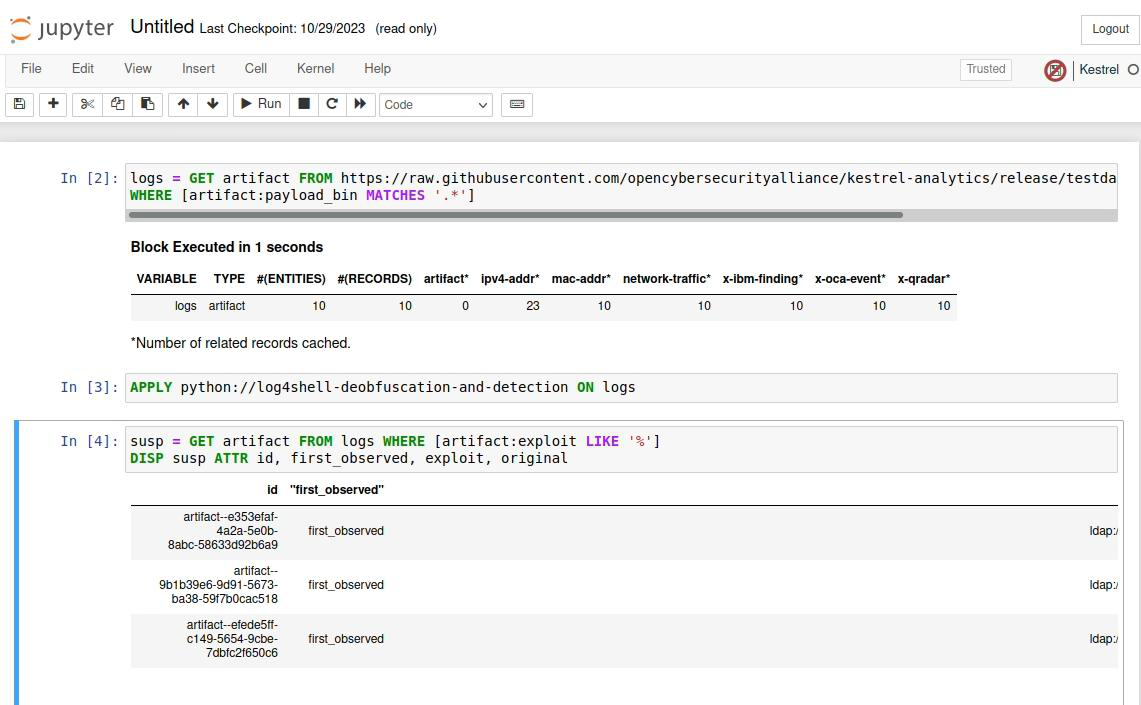 jupyter Untitled Last Checkpoint: 10/29/2023 (read only)
Logout
File Edit View Insert Cell Kernel Help
Trusted Kestrel
Run Code
In [2]: logs = GET artifact FROM https://raw.githubusercontent.com/opencybersecurityalliance/kestrel-analytics/release/testda
WHERE [artifact:payload_bin MATCHES '.*']
Block Executed in 1 seconds
VARIABLE TYPE #(ENTITIES) #(RECORDS) artifact* ipv4-addr* mac-addr* network-traffic* x-ibm-finding* x-oca-event* x-qradar*
logs artifact 10 10 0 23 10 10 10 10 10
*Number of related records cached.
In [3]: APPLY python://log4shell-deobfuscation-and-detection ON logs
In [4]: susp = GET artifact FROM logs WHERE [artifact:exploit LIKE '%']
DISP susp ATTR id, first_observed, exploit, original
id "first_observed"
artifact--e353efaf-
4a2a-5e0b- first_observed ldap:/
8abc-58633d92b6a9
artifact--
9b1b39e6-9d91-5673- first_observed ldap:/
ba38-59f7b0cac518
artifact--efede5ff-
c149-5654-9cbe- first_observed ldap:/
7dbfc2f650c6